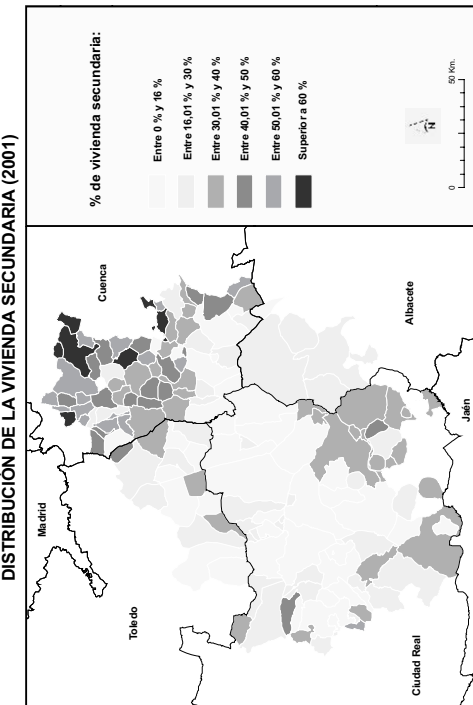 DISTRIBUCIÓN DE LA VIVIENDA SECUNDARIA (2001)
% de vivienda secundaria:
Entre 0 % y 16 %
Entre 16,01 % y 30 %
Entre 30,01 % y 40 %
Entre 40,01 % y 50 %
Entre 50,01 % y 60 %
Superior a 60 %
N
0
50 Km.
Madrid
Toledo
Cuenca
Albacete
Ciudad Real
Jaén